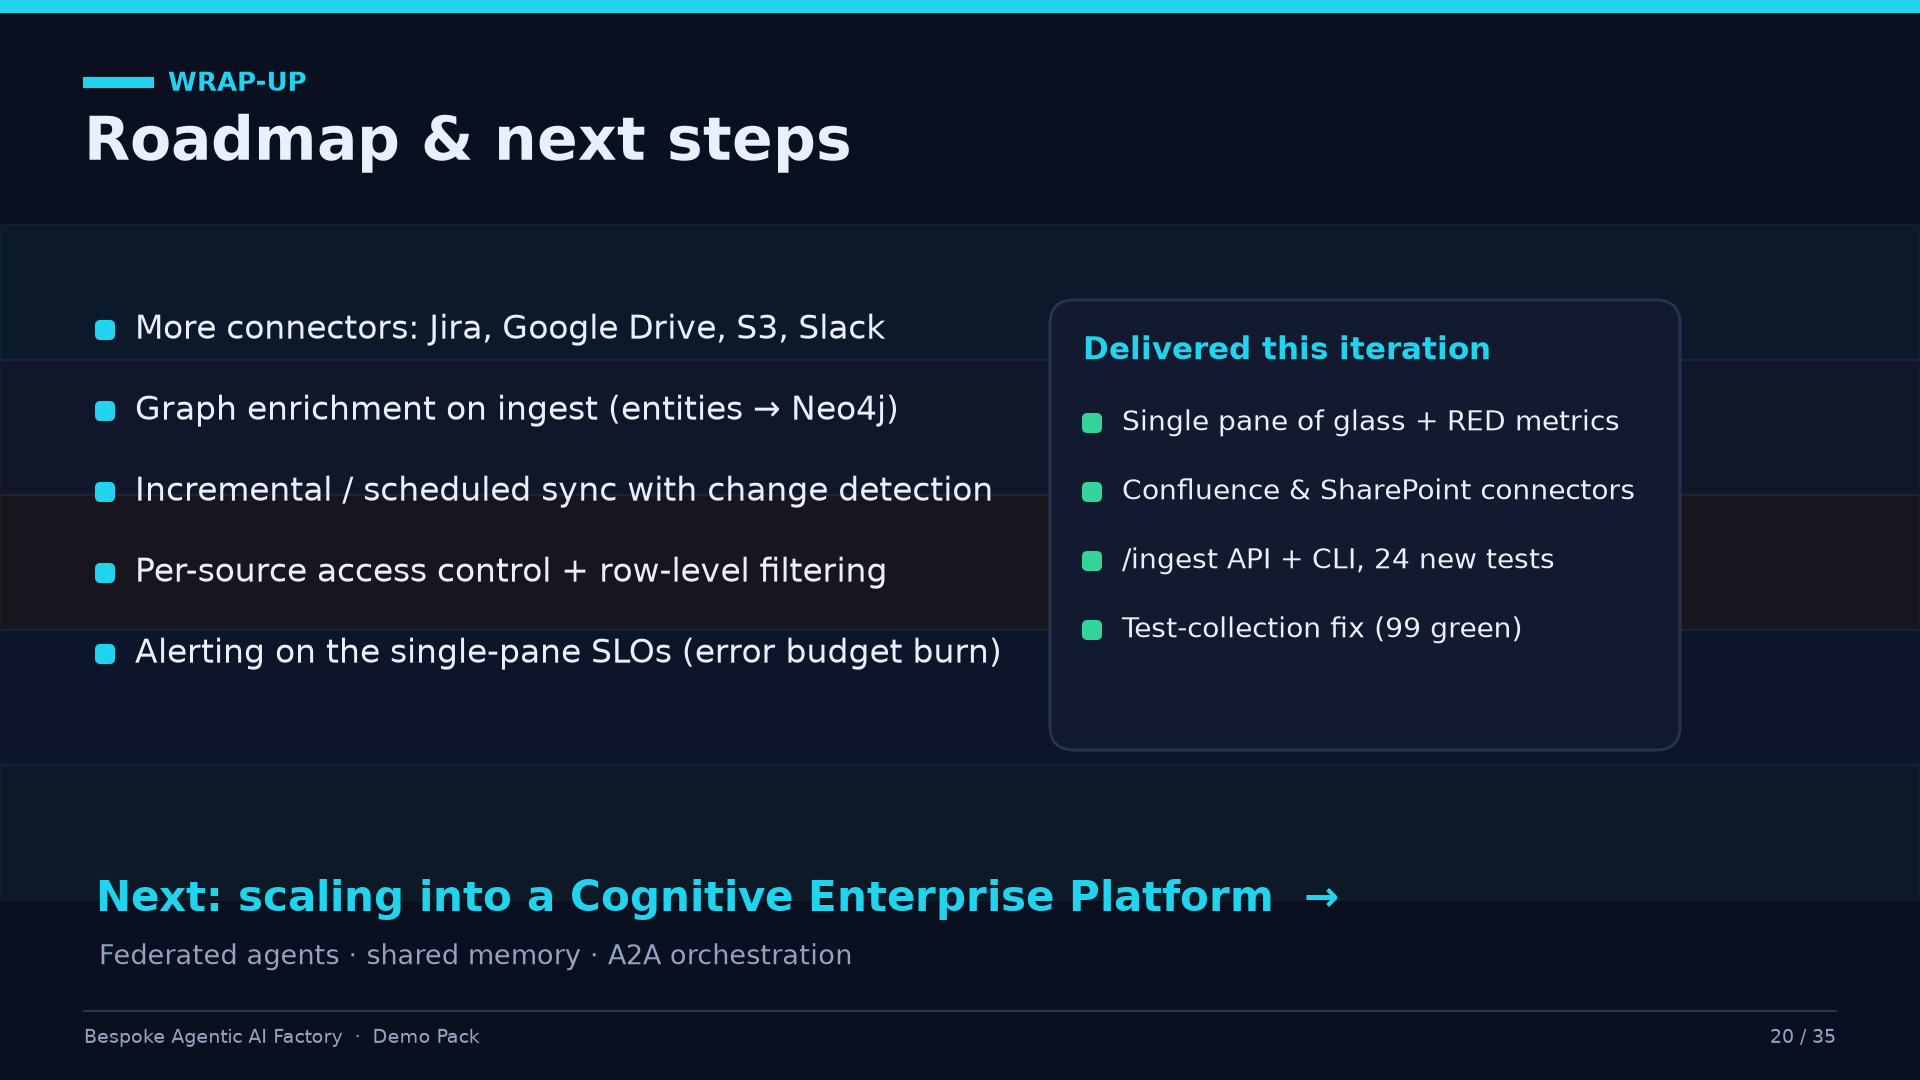 WRAP-UP
Roadmap & next steps
More connectors: Jira, Google Drive, S3, Slack
Graph enrichment on ingest (entities → Neo4j)
Incremental / scheduled sync with change detection
Per-source access control + row-level filtering
Alerting on the single-pane SLOs (error budget burn)
Delivered this iteration
Single pane of glass + RED metrics
Confluence & SharePoint connectors
/ingest API + CLI, 24 new tests
Test-collection fix (99 green)
Next: scaling into a Cognitive Enterprise Platform →
Federated agents · shared memory · A2A orchestration
Bespoke Agentic AI Factory · Demo Pack
20 / 35